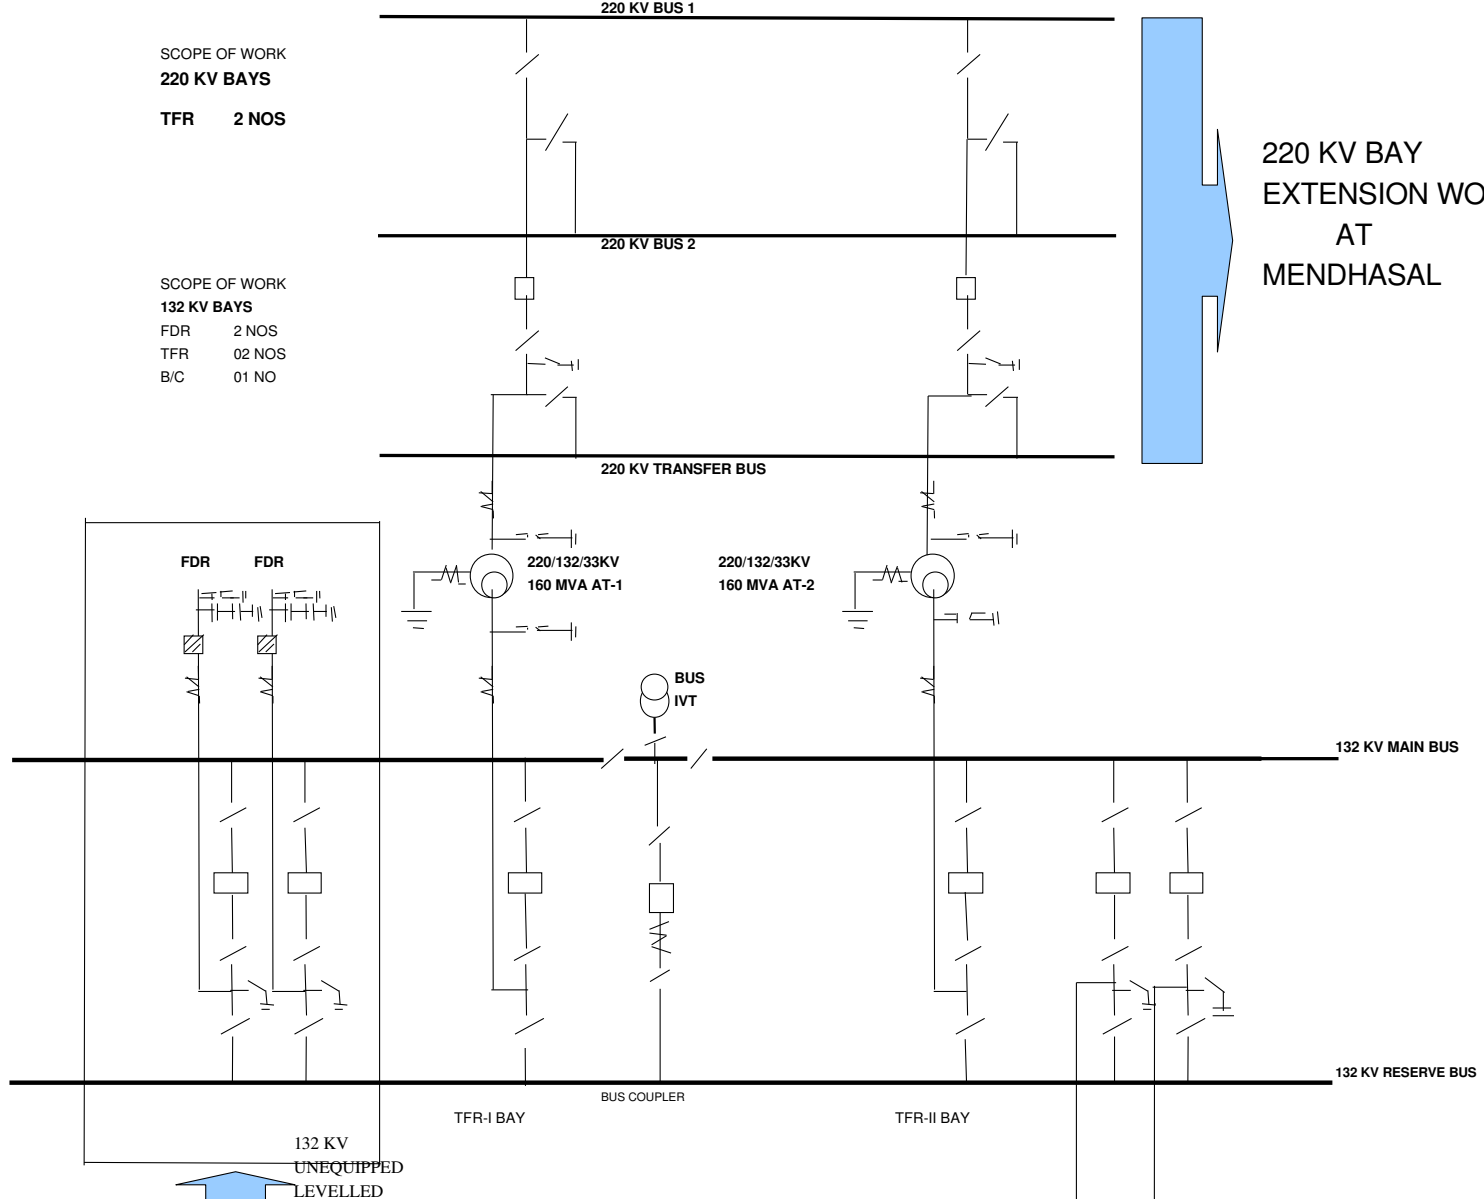 220 KV BUS 1
SCOPE OF WORK
220 KV BAYS
TFR 2 NOS
220 KV BAY
EXTENSION WO
AT
MENDHASAL
220 KV BUS 2
SCOPE OF WORK
132 KV BAYS
FDR 2 NOS
TFR 02 NOS
B/C 01 NO
220 KV TRANSFER BUS
FDR FDR
220/132/33KV
160 MVA AT-1
220/132/33KV
160 MVA AT-2
BUS
IVT
132 KV MAIN BUS
132 KV RESERVE BUS
BUS COUPLER
TFR-I BAY
TFR-II BAY
132 KV
UNEQUIPPED
LEVELLED